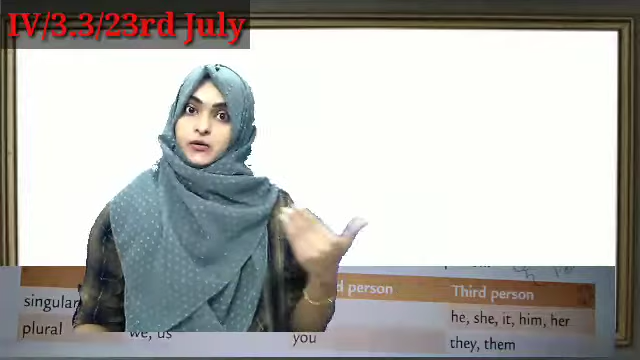 IV/3.3/23rd July
d person Third person
singular he, she, it, him, her
plural we, us you they, them